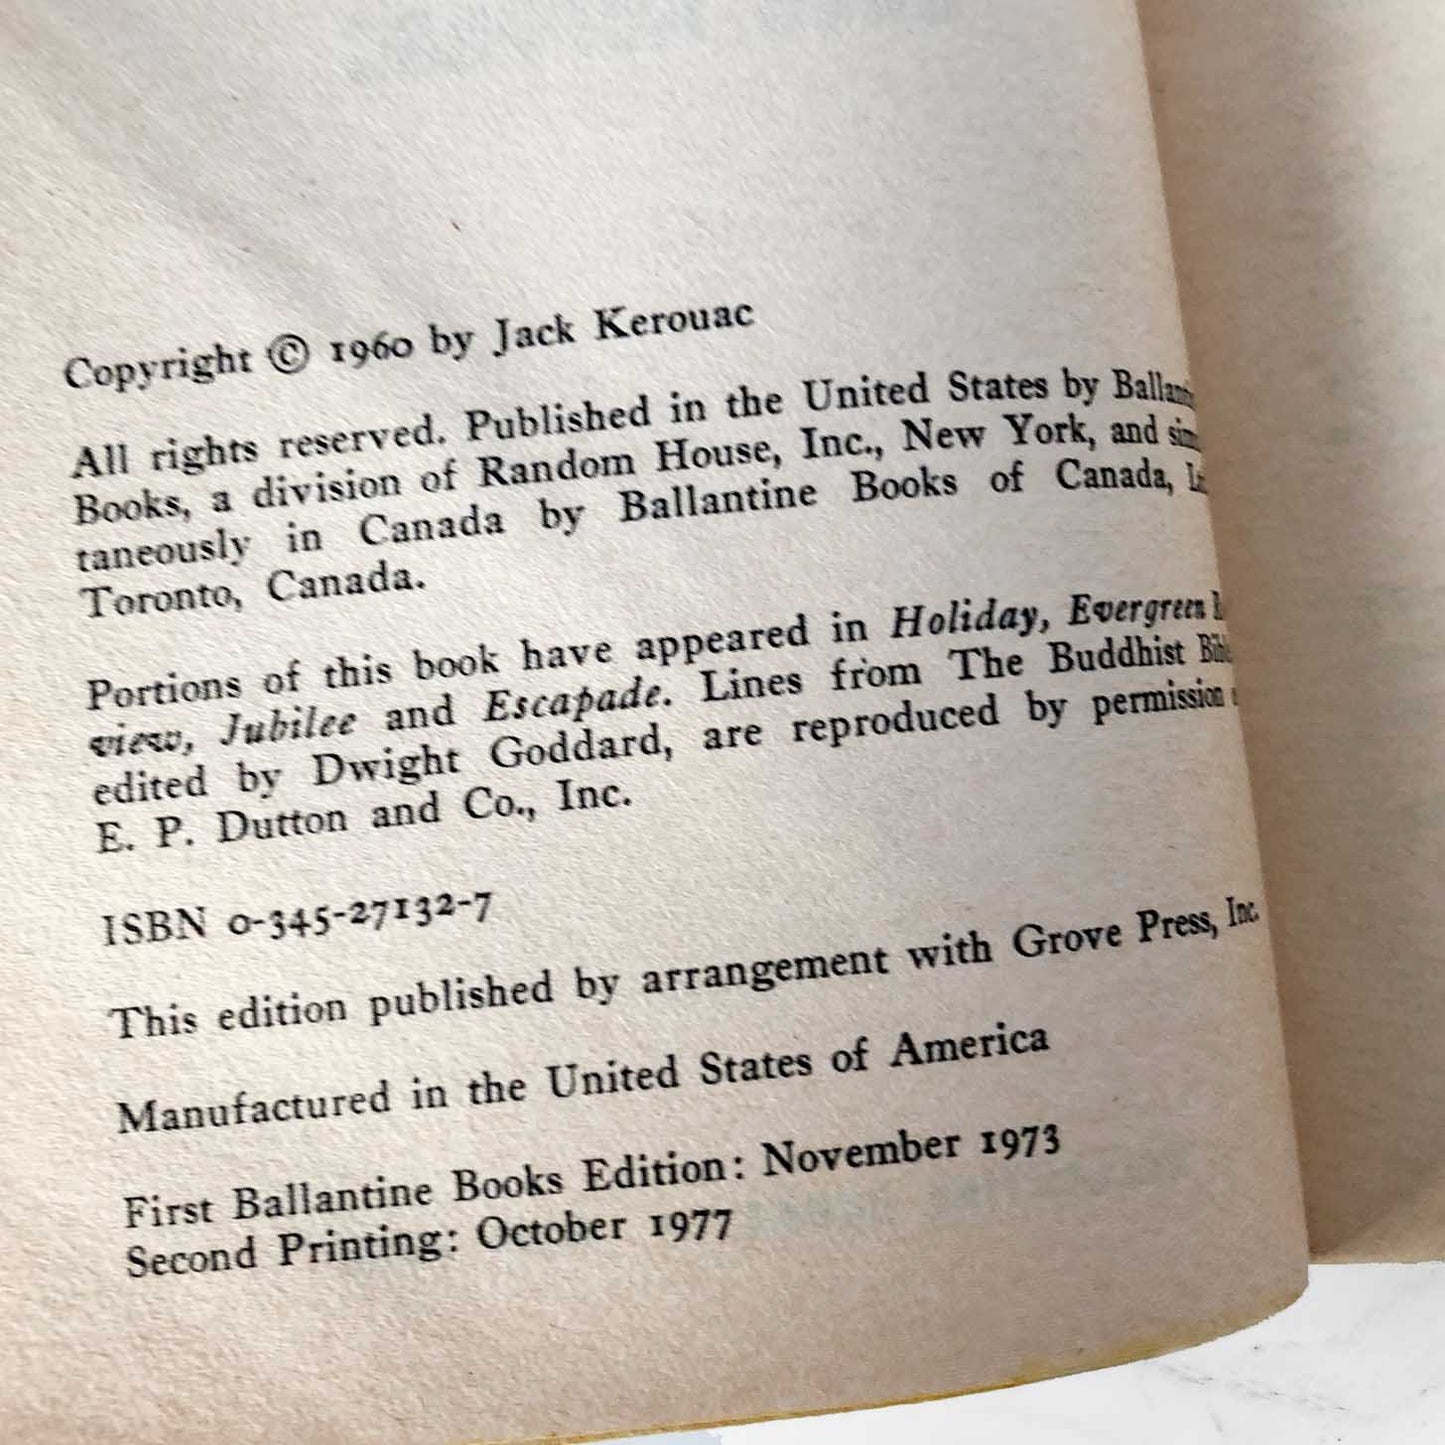 Copyright © 1960 by Jack Kerouac
All rights reserved. Published in the United States by
Books, a division of Random House, Inc., New York, and
taneously in Canada by Ballantine Books of Canada,
Toronto, Canada.
Portions of this book have appeared in Holiday, Evergreen
view, Jubilee and Escapade. Lines from The Buddhist
edited by Dwight Goddard, are reproduced by permission
E. P. Dutton and Co., Inc.
ISBN 0-345-27132-7
This edition published by arrangement with Grove Press, Inc.
Manufactured in the United States of America
First Ballantine Books Edition: November 1973
Second Printing: October 1977